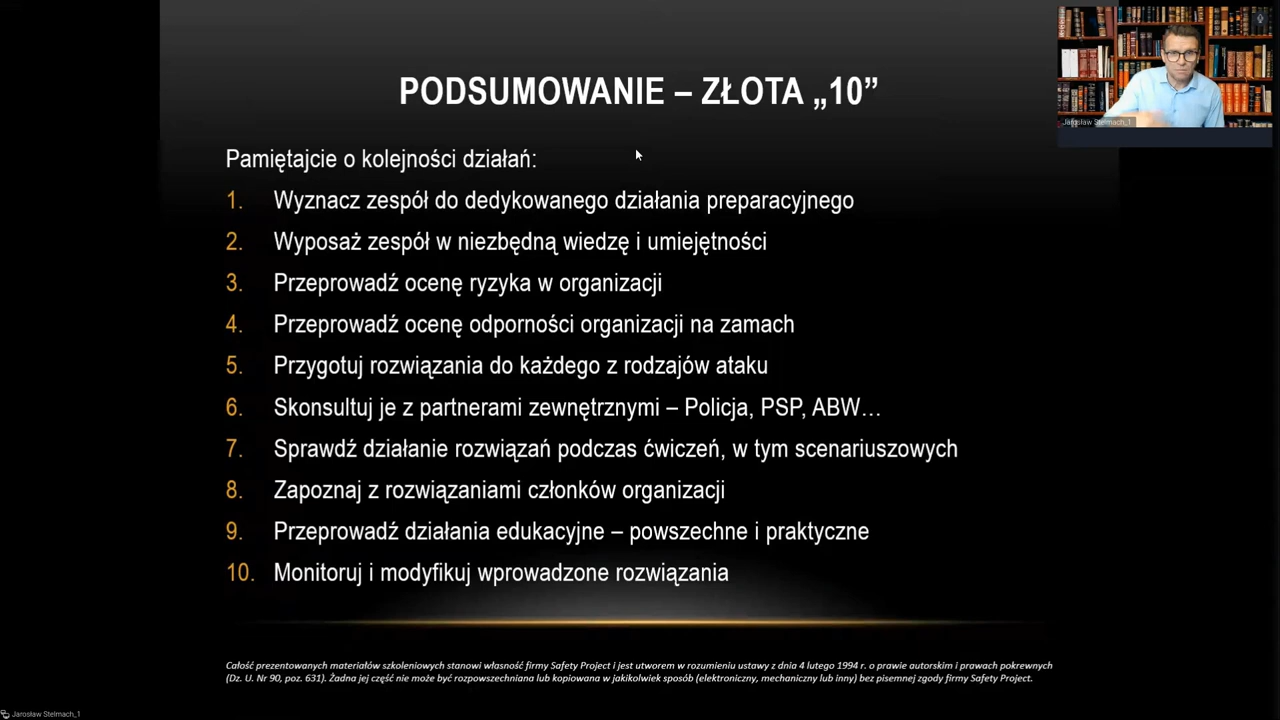 PODSUMOWANIE – ZŁOTA „10”
Jarosław Stelmach_1
Pamiętajcie o kolejności działań:
1. Wyznacz zespół do dedykowanego działania preparacyjnego
2. Wyposaż zespół w niezbędną wiedzę i umiejętności
3. Przeprowadź ocenę ryzyka w organizacji
4. Przeprowadź ocenę odporności organizacji na zamach
5. Przygotuj rozwiązania do każdego z rodzajów ataku
6. Skonsultuj je z partnerami zewnętrznymi – Policja, PSP, ABW…
7. Sprawdź działanie rozwiązań podczas ćwiczeń, w tym scenariuszowych
8. Zapoznaj z rozwiązaniami członków organizacji
9. Przeprowadź działania edukacyjne – powszechne i praktyczne
10. Monitoruj i modyfikuj wprowadzone rozwiązania
Całość prezentowanych materiałów szkoleniowych stanowi własność firmy Safety Project i jest utworem w rozumieniu ustawy z dnia 4 lutego 1994 r. o prawie autorskim i prawach pokrewnych
(Dz. U. Nr 90, poz. 631). Żadna jej część nie może być rozpowszechniana lub kopiowana w jakikolwiek sposób (elektroniczny, mechaniczny lub inny) bez pisemnej zgody firmy Safety Project.
Jarosław Stelmach_1